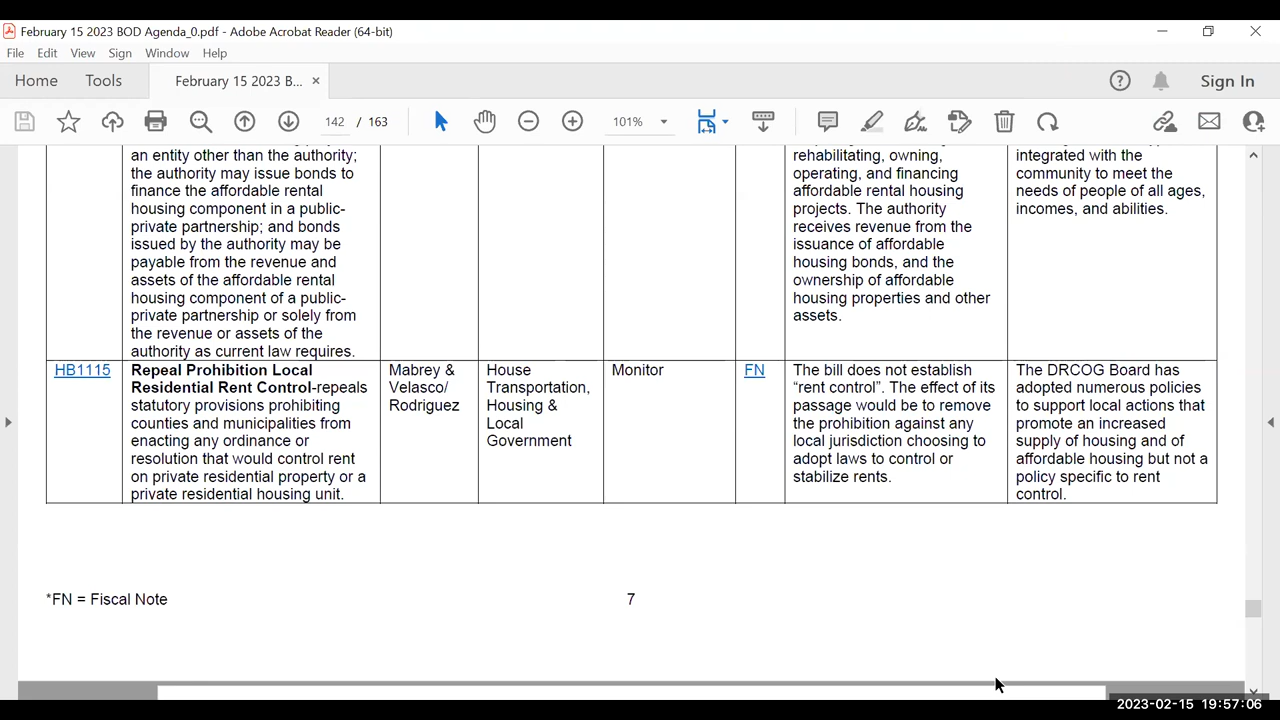 February 15 2023 BOD Agenda_0.pdf - Adobe Acrobat Reader (64-bit)
File Edit View Sign Window Help
Home Tools February 15 2023 B... × Sign In
142 / 163 101%
an entity other than the authority;
the authority may issue bonds to
finance the affordable rental
housing component in a public-
private partnership; and bonds
issued by the authority may be
payable from the revenue and
assets of the affordable rental
housing component of a public-
private partnership or solely from
the revenue or assets of the
authority as current law requires.
rehabilitating, owning,
operating, and financing
affordable rental housing
projects. The authority
receives revenue from the
issuance of affordable
housing bonds, and the
ownership of affordable
housing properties and other
assets.
integrated with the
community to meet the
needs of people of all ages,
incomes, and abilities.
HB1115
Repeal Prohibition Local
Residential Rent Control-repeals
statutory provisions prohibiting
counties and municipalities from
enacting any ordinance or
resolution that would control rent
on private residential property or a
private residential housing unit.
Mabrey &
Velasco/
Rodriguez
House
Transportation,
Housing &
Local
Government
Monitor
FN
The bill does not establish
“rent control”. The effect of its
passage would be to remove
the prohibition against any
local jurisdiction choosing to
adopt laws to control or
stabilize rents.
The DRCOG Board has
adopted numerous policies
to support local actions that
promote an increased
supply of housing and of
affordable housing but not a
policy specific to rent
control.
*FN = Fiscal Note 7
2023-02-15 19:57:06